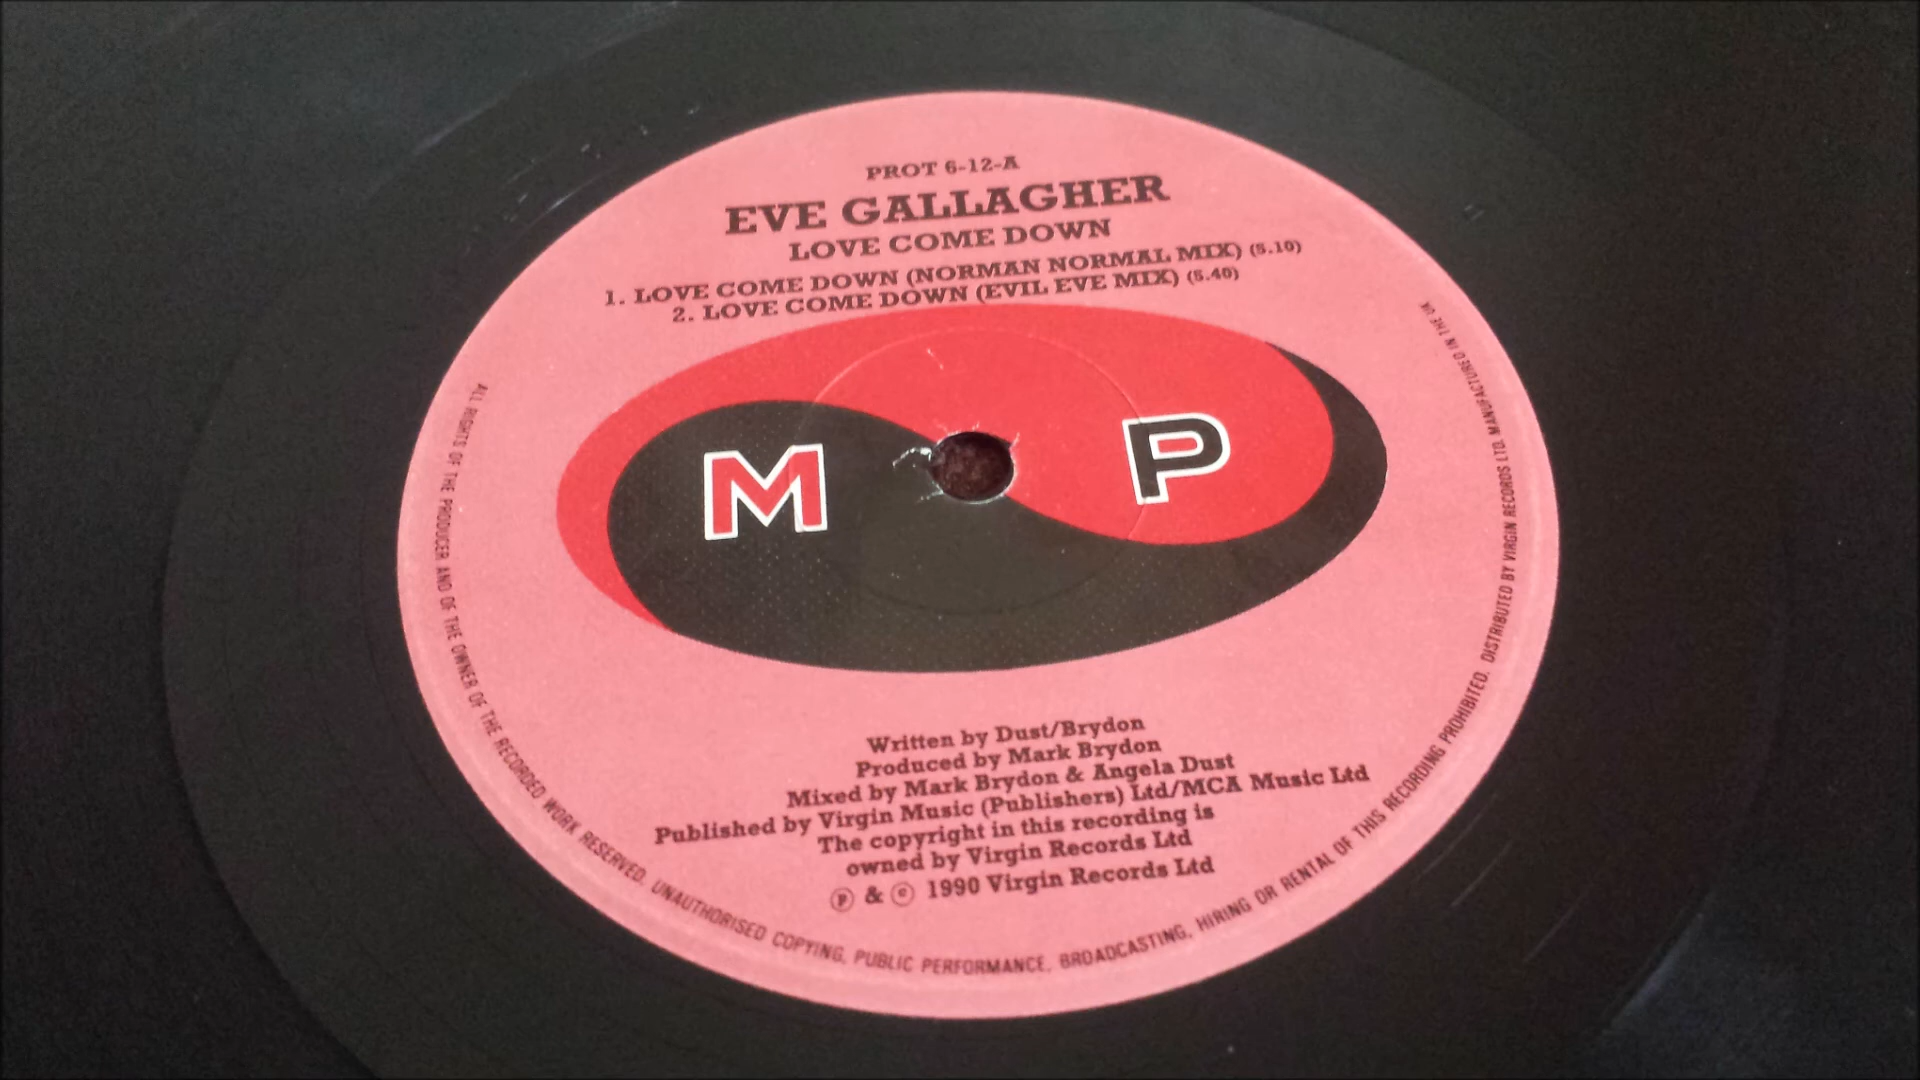 PROT 6-12-A
EVE GALLAGHER
LOVE COME DOWN
1. LOVE COME DOWN (NORMAN NORMAL MIX) (5.10)
2. LOVE COME DOWN (EVIL EVE MIX) (5.40)
M P
Written by Dust/Brydon
Produced by Mark Brydon
Mixed by Mark Brydon & Angela Dust
Published by Virgin Music (Publishers) Ltd/MCA Music Ltd
The copyright in this recording is
owned by Virgin Records Ltd
℗ & © 1990 Virgin Records Ltd
ALL RIGHTS OF THE PRODUCER AND OF THE OWNER OF THE RECORDED WORK RESERVED. UNAUTHORISED COPYING, PUBLIC PERFORMANCE, BROADCASTING, HIRING OR RENTAL OF THIS RECORDING PROHIBITED. DISTRIBUTED BY VIRGIN RECORDS LTD. MANUFACTURED IN THE UK